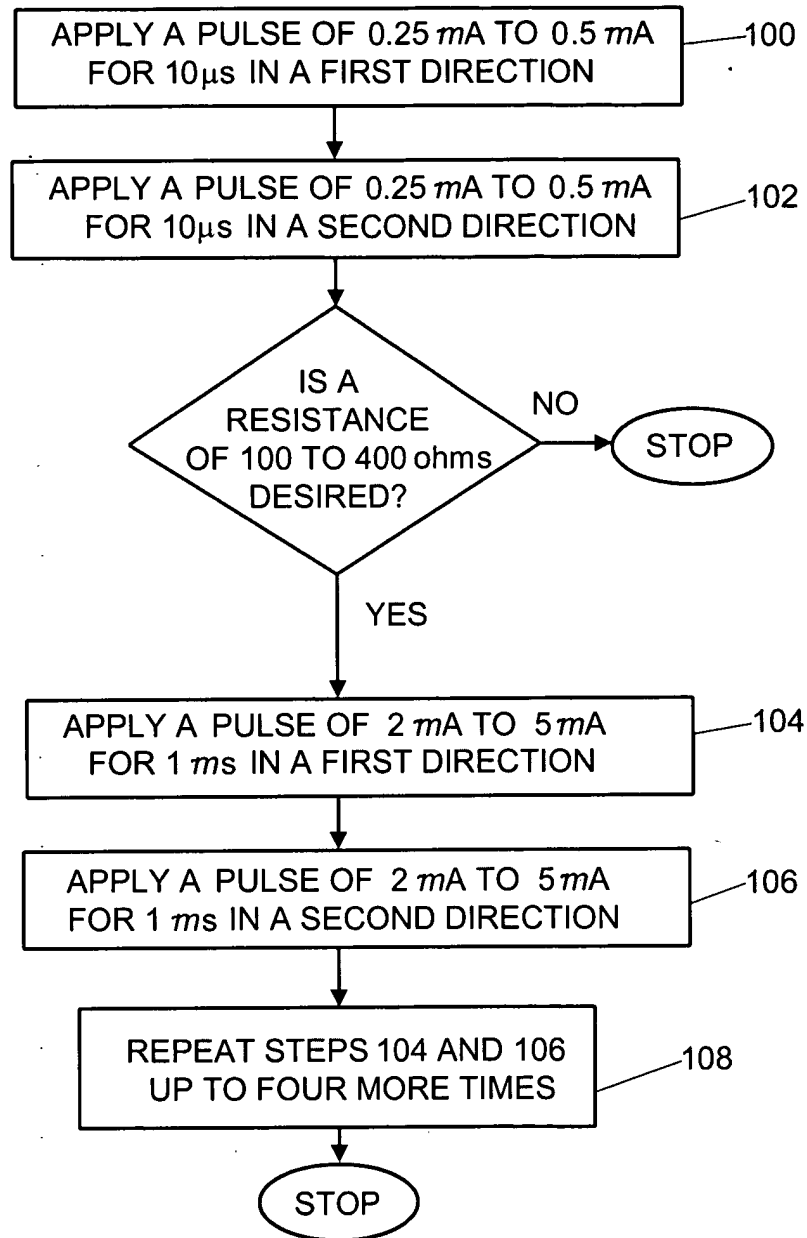 APPLY A PULSE OF 0.25 mA TO 0.5 mA
FOR 10μs IN A FIRST DIRECTION
100
APPLY A PULSE OF 0.25 mA TO 0.5 mA
FOR 10μs IN A SECOND DIRECTION
102
IS A
RESISTANCE
OF 100 TO 400 ohms
DESIRED?
NO
STOP
YES
APPLY A PULSE OF 2 mA TO 5 mA
FOR 1 ms IN A FIRST DIRECTION
104
APPLY A PULSE OF 2 mA TO 5 mA
FOR 1 ms IN A SECOND DIRECTION
106
REPEAT STEPS 104 AND 106
UP TO FOUR MORE TIMES
108
STOP